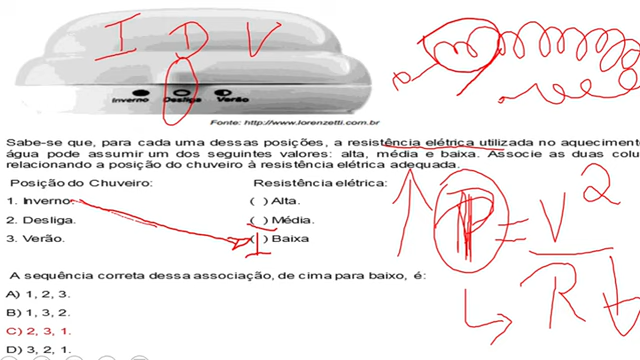 I D V
Inverno Desliga Verão
Fonte: http://www.lorenzetti.com.br
Sabe-se que, para cada uma dessas posições, a resistência elétrica utilizada no aquecimento
água pode assumir um dos seguintes valores: alta, média e baixa. Associe as duas colu
relacionando a posição do chuveiro à resistência elétrica adequada.
Posição do Chuveiro: Resistência elétrica:
1. Inverno. ( ) Alta.
2. Desliga. ( ) Média.
3. Verão. ( ) Baixa
1
P = V²
R
A sequência correta dessa associação, de cima para baixo, é:
A) 1, 2, 3.
B) 1, 3, 2.
C) 2, 3, 1.
D) 3, 2, 1.